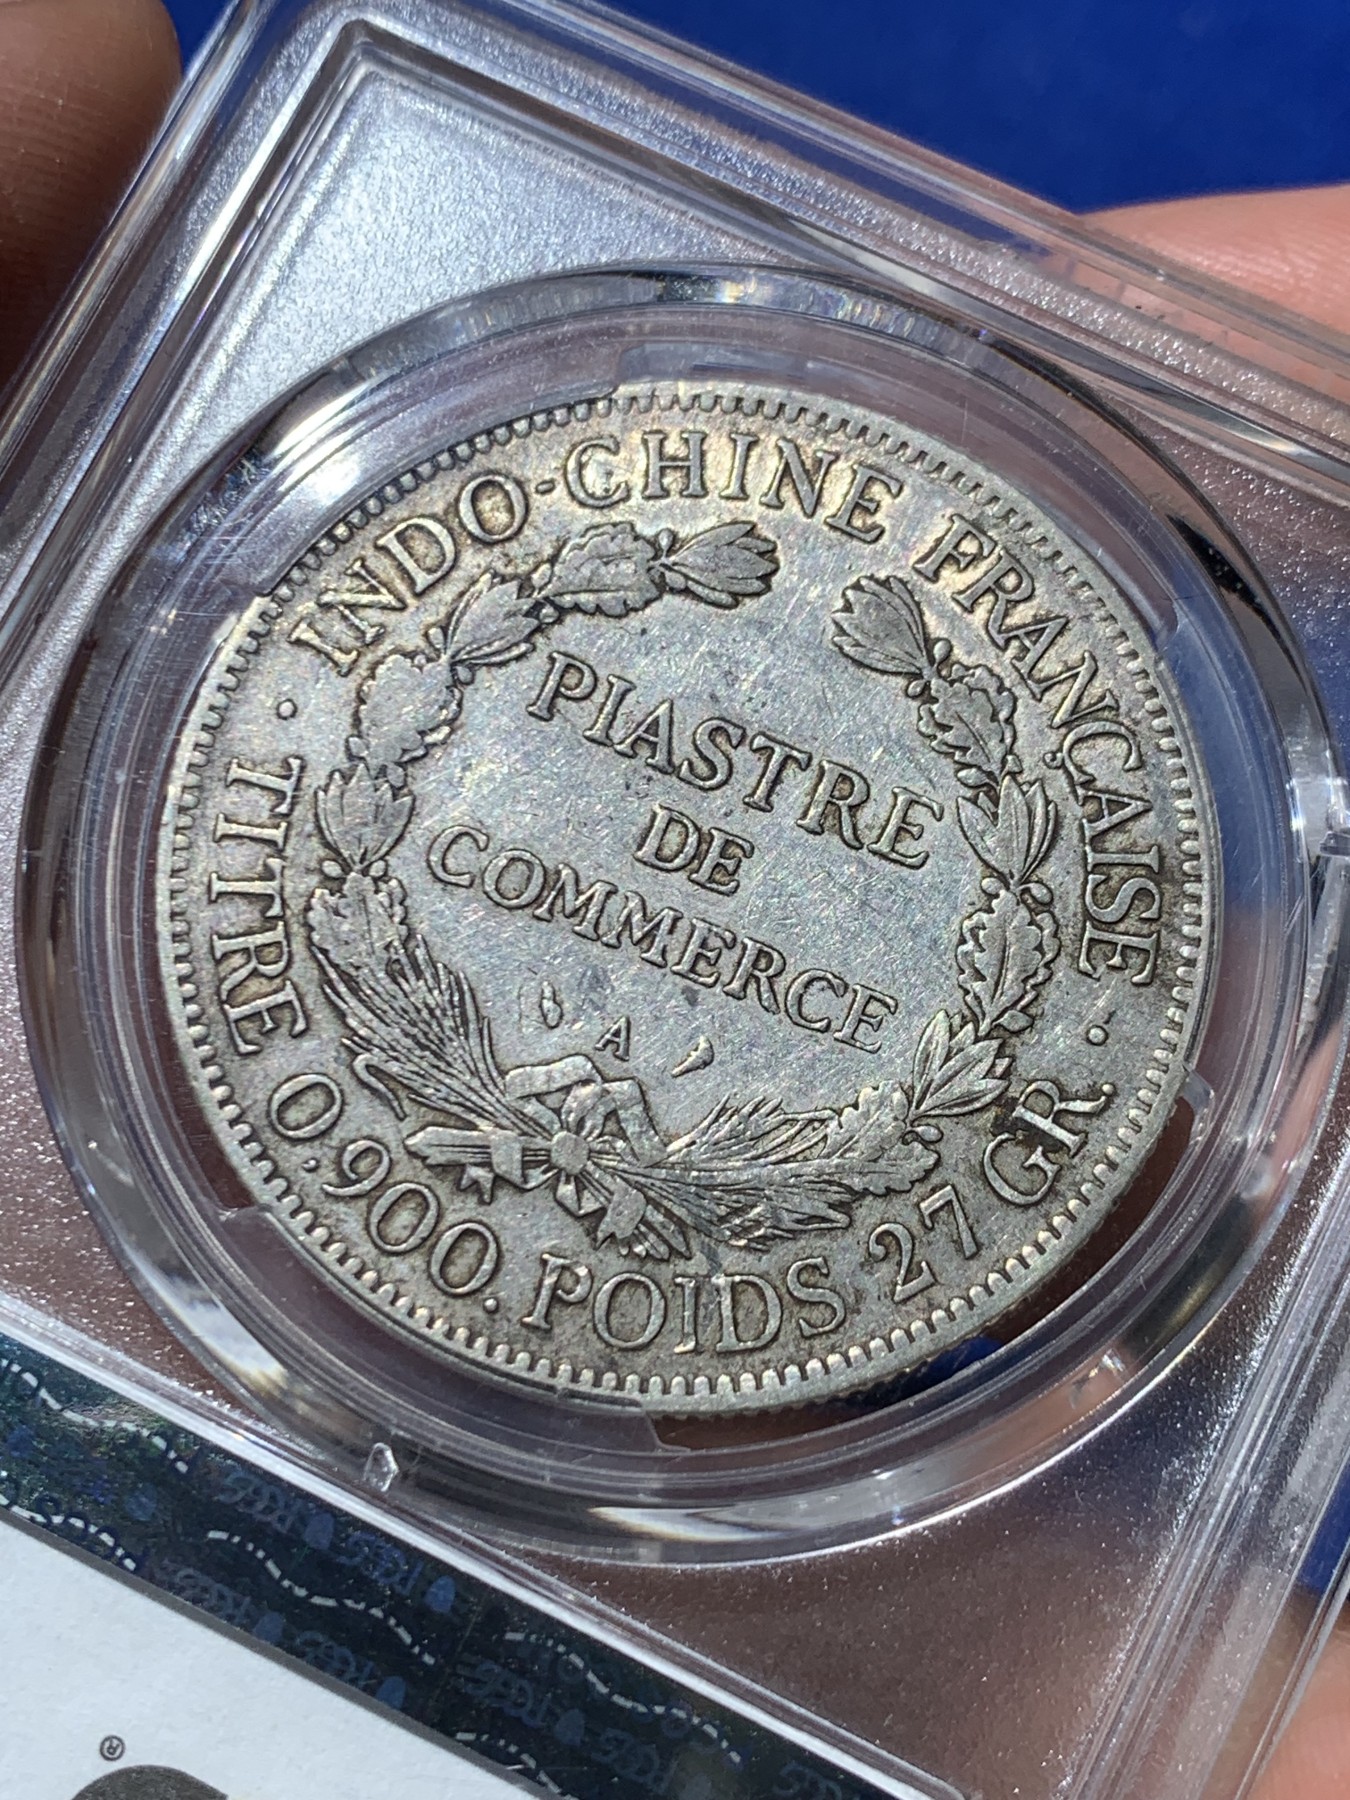 · INDO-CHINE FRANÇAISE ·
PIASTRE
DE
COMMERCE
A
TITRE 0,900. POIDS 27 GR.
®